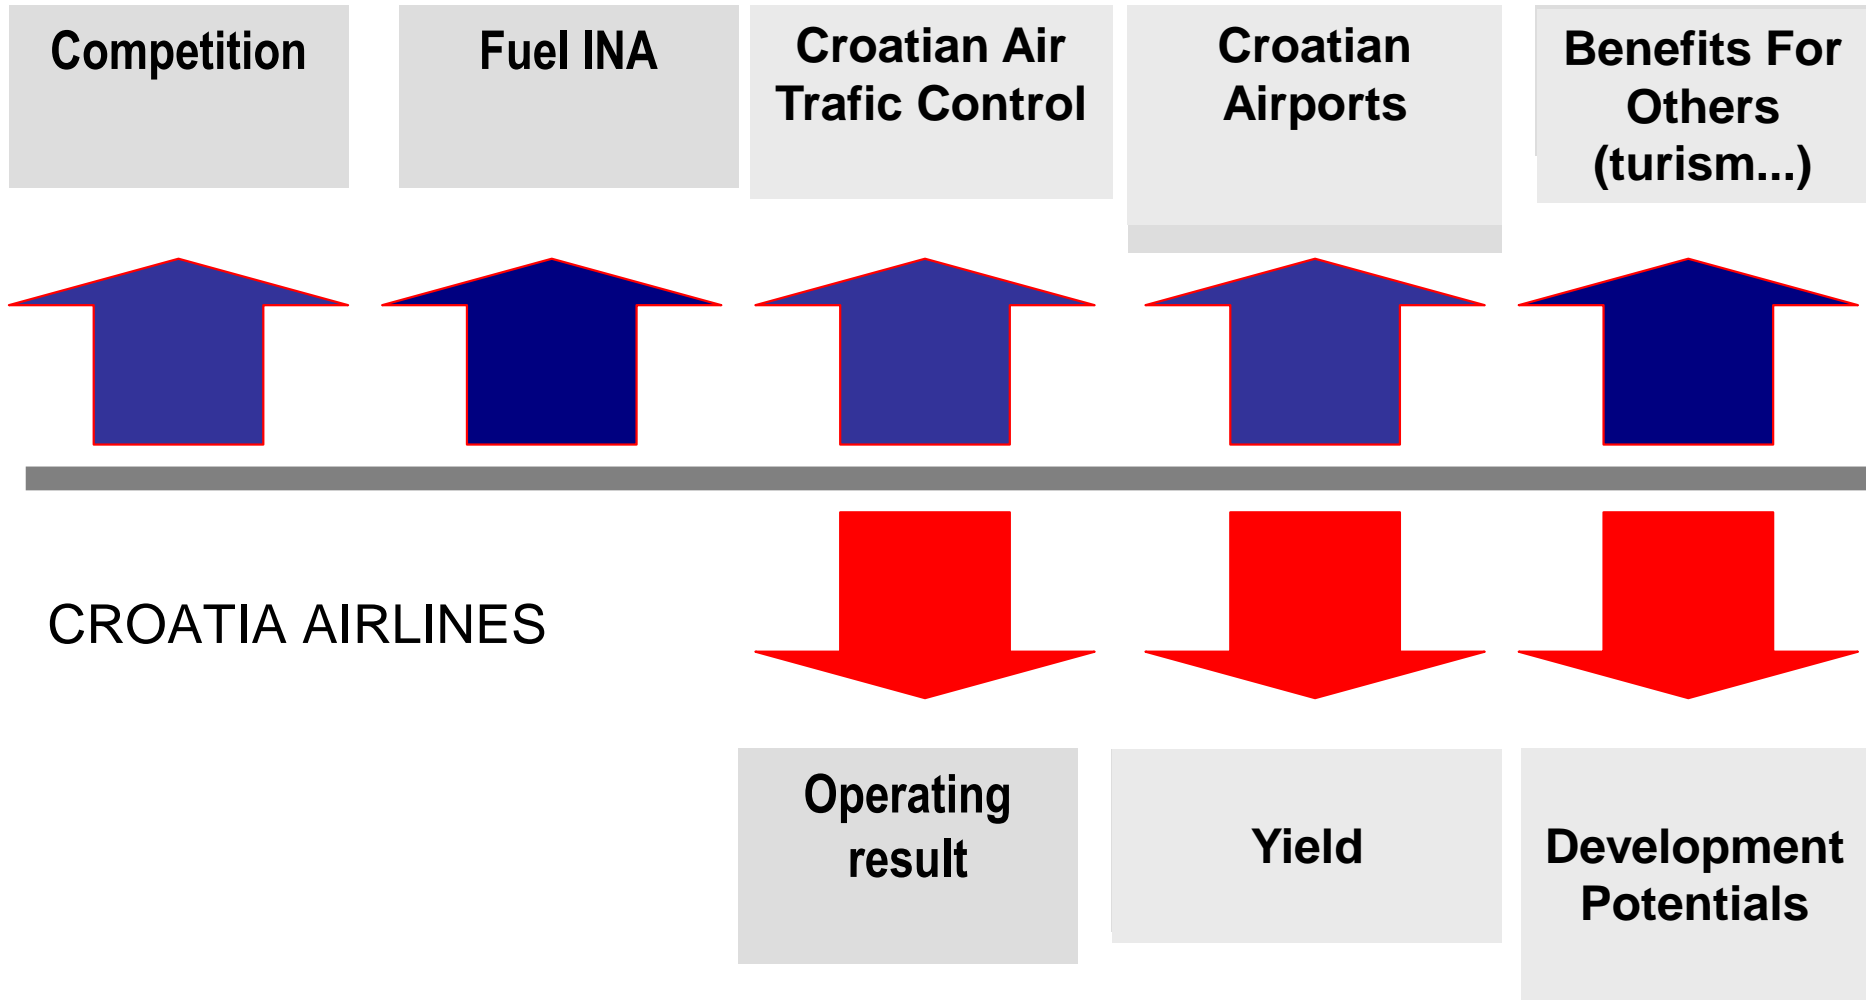 Competition
Fuel INA
Croatian Air
Trafic Control
Croatian
Airports
Benefits For
Others
(turism...)
CROATIA AIRLINES
Operating
result
Yield
Development
Potentials